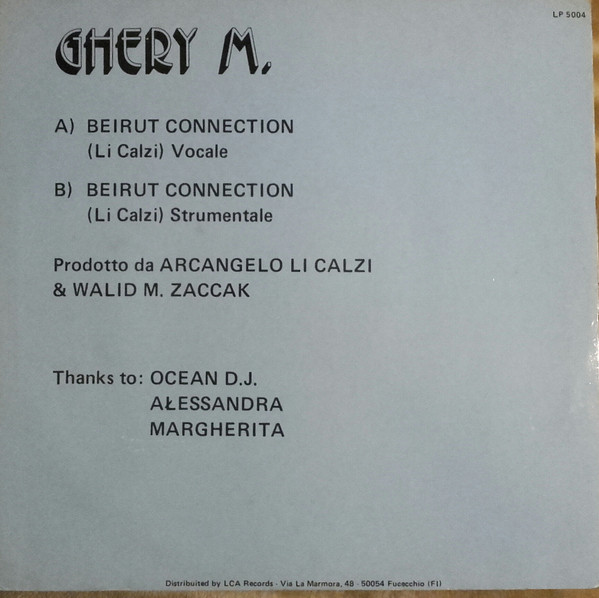 LP 5004
GHERY M.
A) BEIRUT CONNECTION
(Li Calzi) Vocale
B) BEIRUT CONNECTION
(Li Calzi) Strumentale
Prodotto da ARCANGELO LI CALZI
& WALID M. ZACCAK
Thanks to: OCEAN D.J.
AŁESSANDRA
MARGHERITA
Distribuited by LCA Records - Via La Marmora, 48 - 50054 Fucecchio (FI)